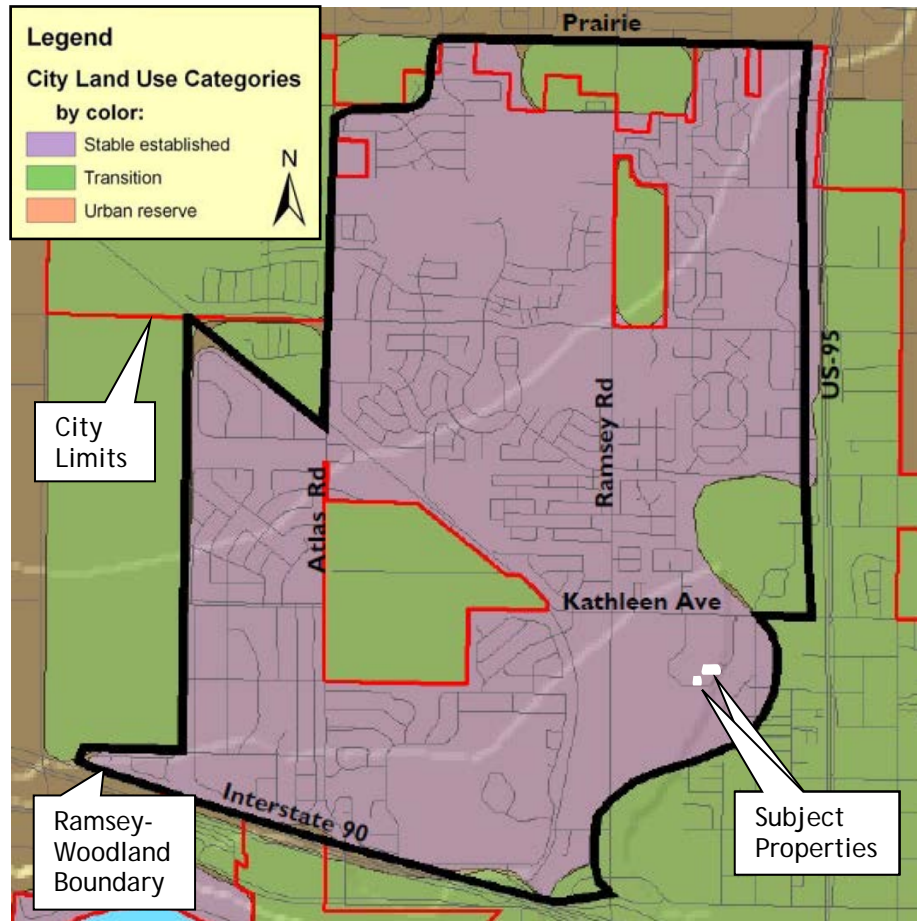 Legend
City Land Use Categories
by color:
Stable established
Transition
Urban reserve
N
Prairie
US-95
City
Limits
Atlas Rd
Ramsey Rd
Kathleen Ave
Interstate 90
Ramsey-
Woodland
Boundary
Subject
Properties